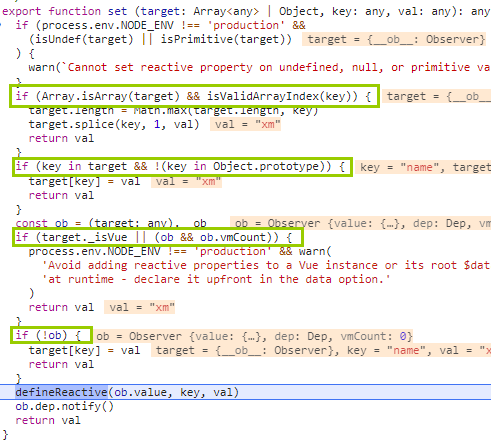 export function set (target: Array<any> | Object, key: any, val: any): any
if (process.env.NODE_ENV !== 'production' &&
(isUndef(target) || isPrimitive(target)) target = {__ob__: Observer}
) {
warn(`Cannot set reactive property on undefined, null, or primitive va
}
if (Array.isArray(target) && isValidArrayIndex(key)) { target = {__ob_
target.length = Math.max(target.length, key)
target.splice(key, 1, val) val = "xm"
return val
}
if (key in target && !(key in Object.prototype)) { key = "name", target
target[key] = val val = "xm"
return val
}
const ob = (target: any).__ob__ ob = Observer {value: {…}, dep: Dep, vm
if (target._isVue || (ob && ob.vmCount)) {
process.env.NODE_ENV !== 'production' && warn(
'Avoid adding reactive properties to a Vue instance or its root $dat
'at runtime - declare it upfront in the data option.'
)
return val val = "xm"
}
if (!ob) { ob = Observer {value: {…}, dep: Dep, vmCount: 0}
target[key] = val target = {__ob__: Observer}, key = "name", val = "x
return val
}
defineReactive(ob.value, key, val)
ob.dep.notify()
return val
}